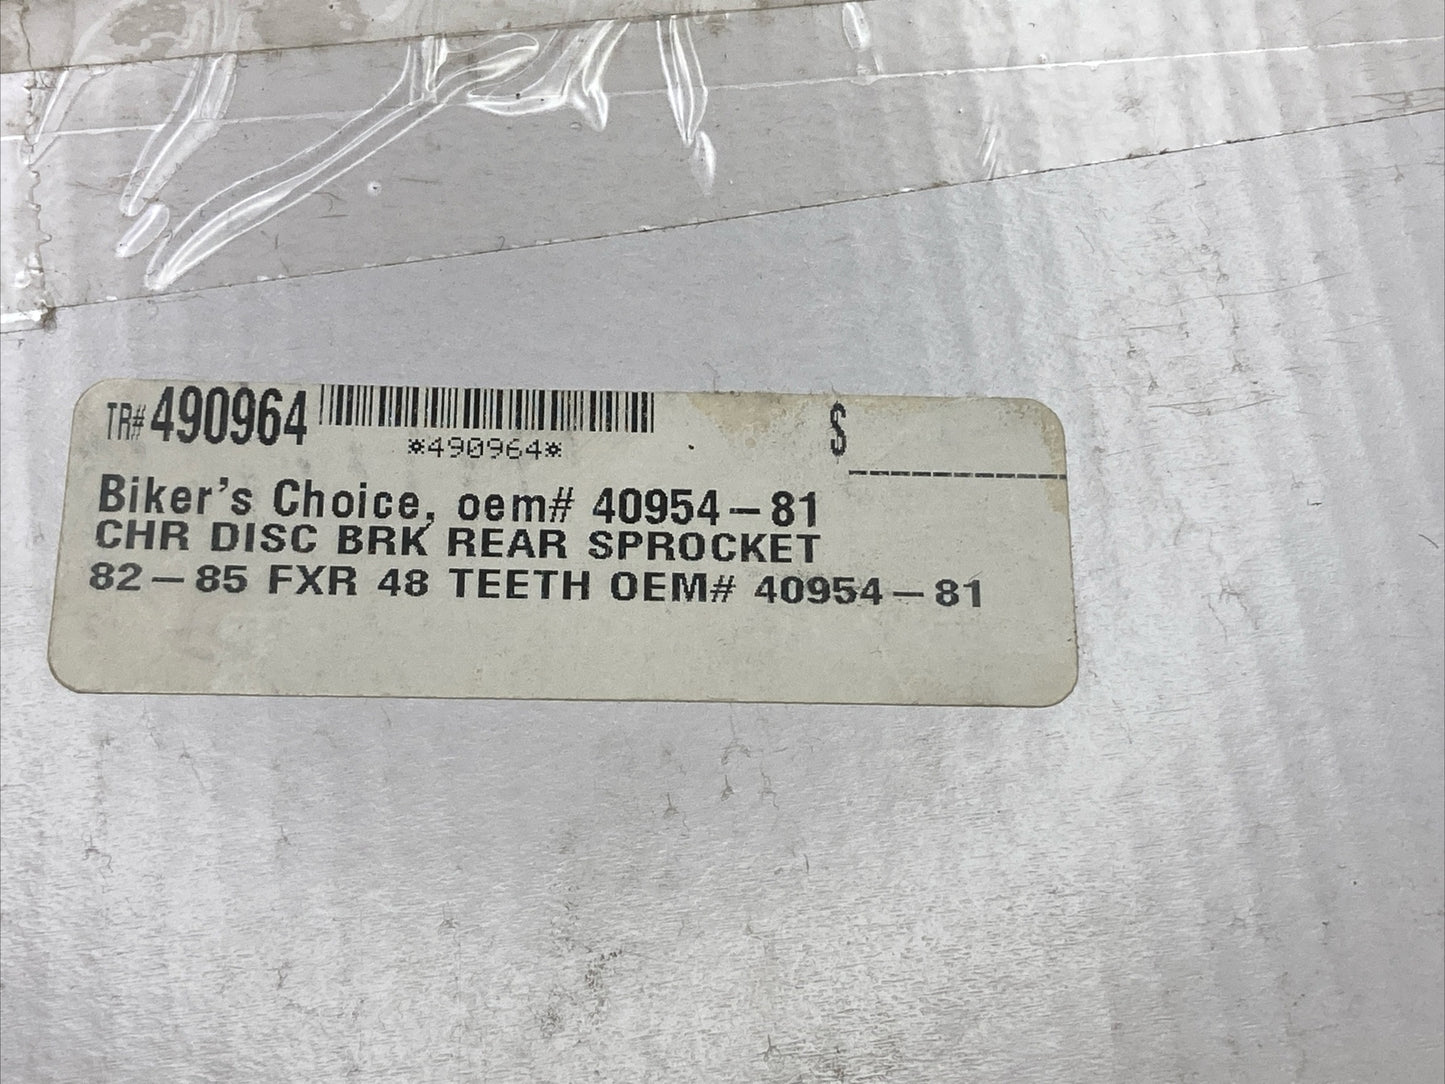 TR# 490964
*490964*
$
Biker's Choice, oem# 40954-81
CHR DISC BRK REAR SPROCKET
82-85 FXR 48 TEETH OEM# 40954-81